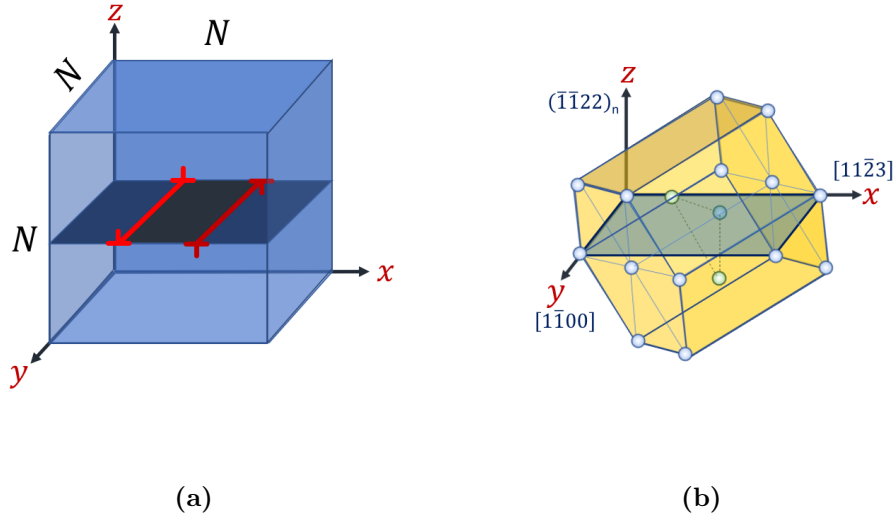 z
N
N
N
x
y
(a)
z
(1̄1̄22)ₙ
[112̄3]
x
y
[11̄00]
(b)